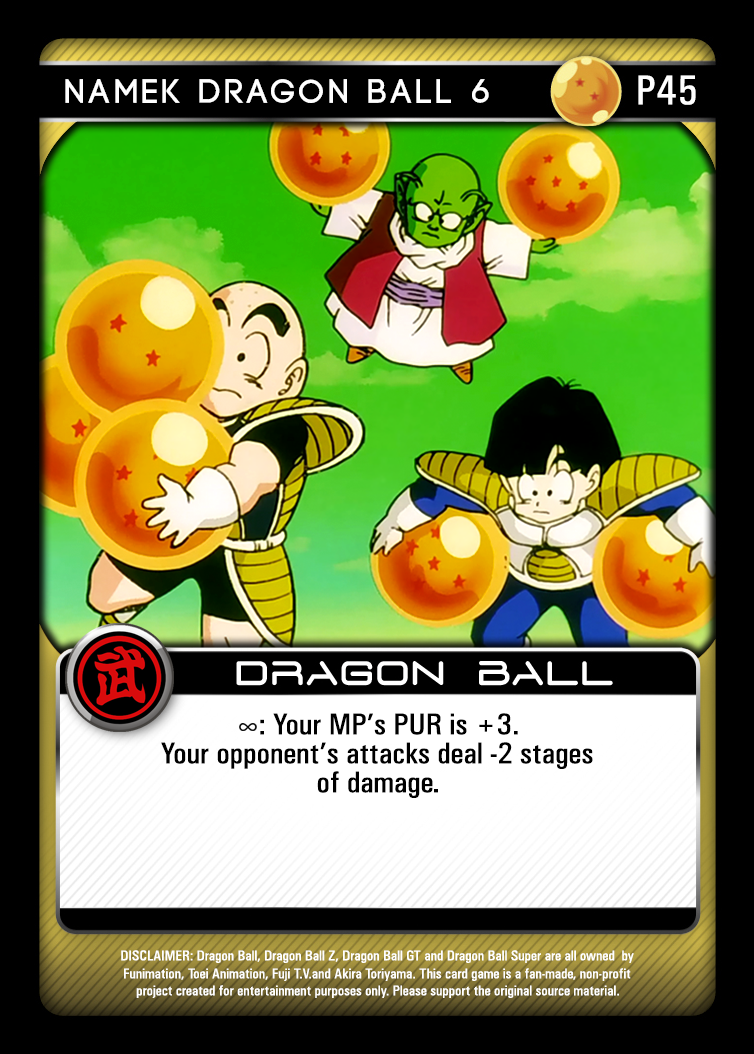 NAMEK DRAGON BALL 6
P45
武
DRAGON BALL
∞: Your MP's PUR is +3.
Your opponent's attacks deal -2 stages
of damage.
DISCLAIMER: Dragon Ball, Dragon Ball Z, Dragon Ball GT and Dragon Ball Super are all owned by
Funimation, Toei Animation, Fuji T.V.and Akira Toriyama. This card game is a fan-made, non-profit
project created for entertainment purposes only. Please support the original source material.